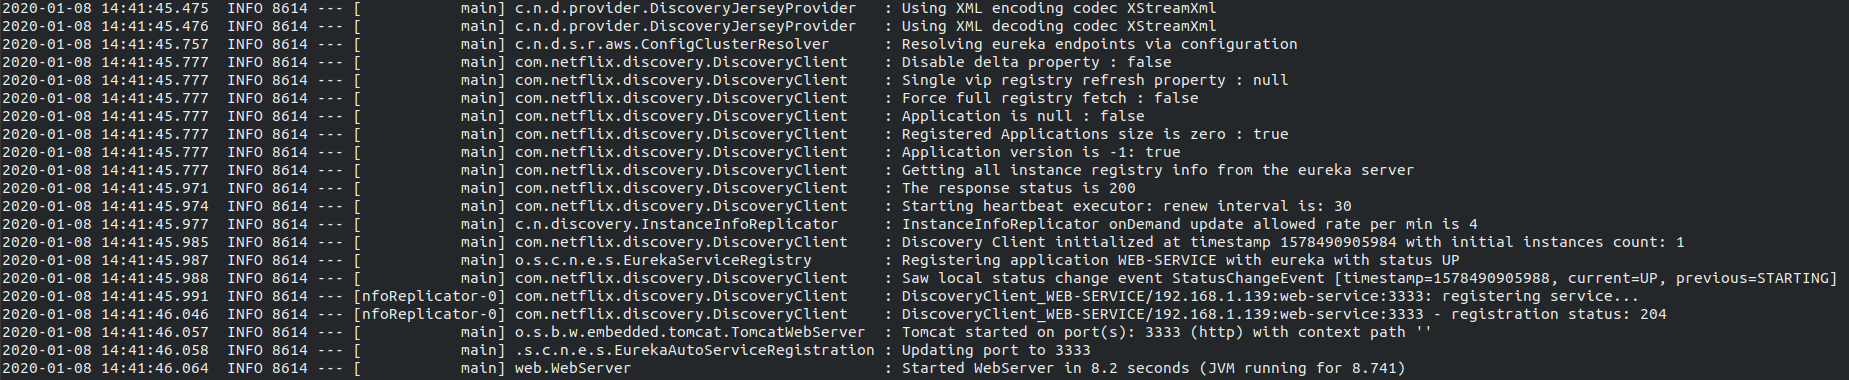 2020-01-08 14:41:45.475  INFO 8614 --- [           main] c.n.d.provider.DiscoveryJerseyProvider   : Using XML encoding codec XStreamXml
2020-01-08 14:41:45.476  INFO 8614 --- [           main] c.n.d.provider.DiscoveryJerseyProvider   : Using XML decoding codec XStreamXml
2020-01-08 14:41:45.757  INFO 8614 --- [           main] c.n.d.s.r.aws.ConfigClusterResolver      : Resolving eureka endpoints via configuration
2020-01-08 14:41:45.777  INFO 8614 --- [           main] com.netflix.discovery.DiscoveryClient    : Disable delta property : false
2020-01-08 14:41:45.777  INFO 8614 --- [           main] com.netflix.discovery.DiscoveryClient    : Single vip registry refresh property : null
2020-01-08 14:41:45.777  INFO 8614 --- [           main] com.netflix.discovery.DiscoveryClient    : Force full registry fetch : false
2020-01-08 14:41:45.777  INFO 8614 --- [           main] com.netflix.discovery.DiscoveryClient    : Application is null : false
2020-01-08 14:41:45.777  INFO 8614 --- [           main] com.netflix.discovery.DiscoveryClient    : Registered Applications size is zero : true
2020-01-08 14:41:45.777  INFO 8614 --- [           main] com.netflix.discovery.DiscoveryClient    : Application version is -1: true
2020-01-08 14:41:45.777  INFO 8614 --- [           main] com.netflix.discovery.DiscoveryClient    : Getting all instance registry info from the eureka server
2020-01-08 14:41:45.971  INFO 8614 --- [           main] com.netflix.discovery.DiscoveryClient    : The response status is 200
2020-01-08 14:41:45.974  INFO 8614 --- [           main] com.netflix.discovery.DiscoveryClient    : Starting heartbeat executor: renew interval is: 30
2020-01-08 14:41:45.977  INFO 8614 --- [           main] c.n.discovery.InstanceInfoReplicator     : InstanceInfoReplicator onDemand update allowed rate per min is 4
2020-01-08 14:41:45.985  INFO 8614 --- [           main] com.netflix.discovery.DiscoveryClient    : Discovery Client initialized at timestamp 1578490905984 with initial instances count: 1
2020-01-08 14:41:45.987  INFO 8614 --- [           main] o.s.c.n.e.s.EurekaServiceRegistry        : Registering application WEB-SERVICE with eureka with status UP
2020-01-08 14:41:45.988  INFO 8614 --- [           main] com.netflix.discovery.DiscoveryClient    : Saw local status change event StatusChangeEvent [timestamp=1578490905988, current=UP, previous=STARTING]
2020-01-08 14:41:45.991  INFO 8614 --- [nfoReplicator-0] com.netflix.discovery.DiscoveryClient    : DiscoveryClient_WEB-SERVICE/192.168.1.139:web-service:3333: registering service...
2020-01-08 14:41:46.046  INFO 8614 --- [nfoReplicator-0] com.netflix.discovery.DiscoveryClient    : DiscoveryClient_WEB-SERVICE/192.168.1.139:web-service:3333 - registration status: 204
2020-01-08 14:41:46.057  INFO 8614 --- [           main] o.s.b.w.embedded.tomcat.TomcatWebServer  : Tomcat started on port(s): 3333 (http) with context path ''
2020-01-08 14:41:46.058  INFO 8614 --- [           main] .s.c.n.e.s.EurekaAutoServiceRegistration : Updating port to 3333
2020-01-08 14:41:46.064  INFO 8614 --- [           main] web.WebServer                            : Started WebServer in 8.2 seconds (JVM running for 8.741)